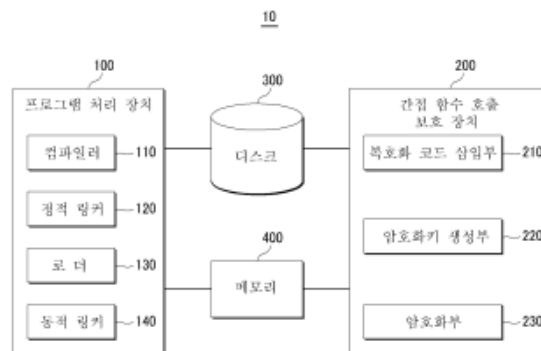 10
100
프로그램 처리 장치
컴파일러
110
정적 링커
120
로 더
130
동적 링커
140
300
디스크
400
메모리
200
간접 함수 호출
보호 장치
복호화 코드 삽입부
210
암호화키 생성부
220
암호화부
230